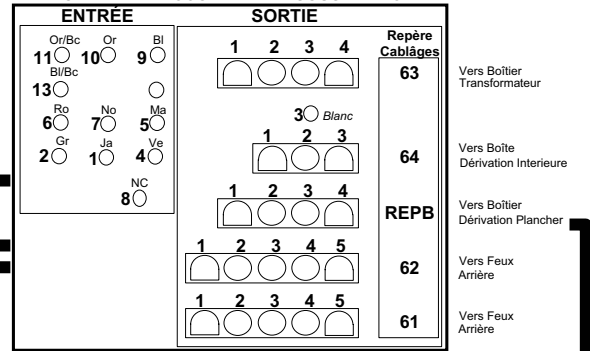 ENTRÉE SORTIE
Or/Bc Or Bl
11 10 9
Bl/Bc
13
Ro No Ma
6 7 5
Gr Ja Ve
2 1 4
NC
8
Repère
Cablâges
1 2 3 4
63
Vers Boîtier
Transformateur
3 Blanc
1 2 3
64
Vers Boîte
Dérivation Interieure
1 2 3 4
REPB
Vers Boîtier
Dérivation Plancher
1 2 3 4 5
62
Vers Feux
Arrière
1 2 3 4 5
61
Vers Feux
Arrière